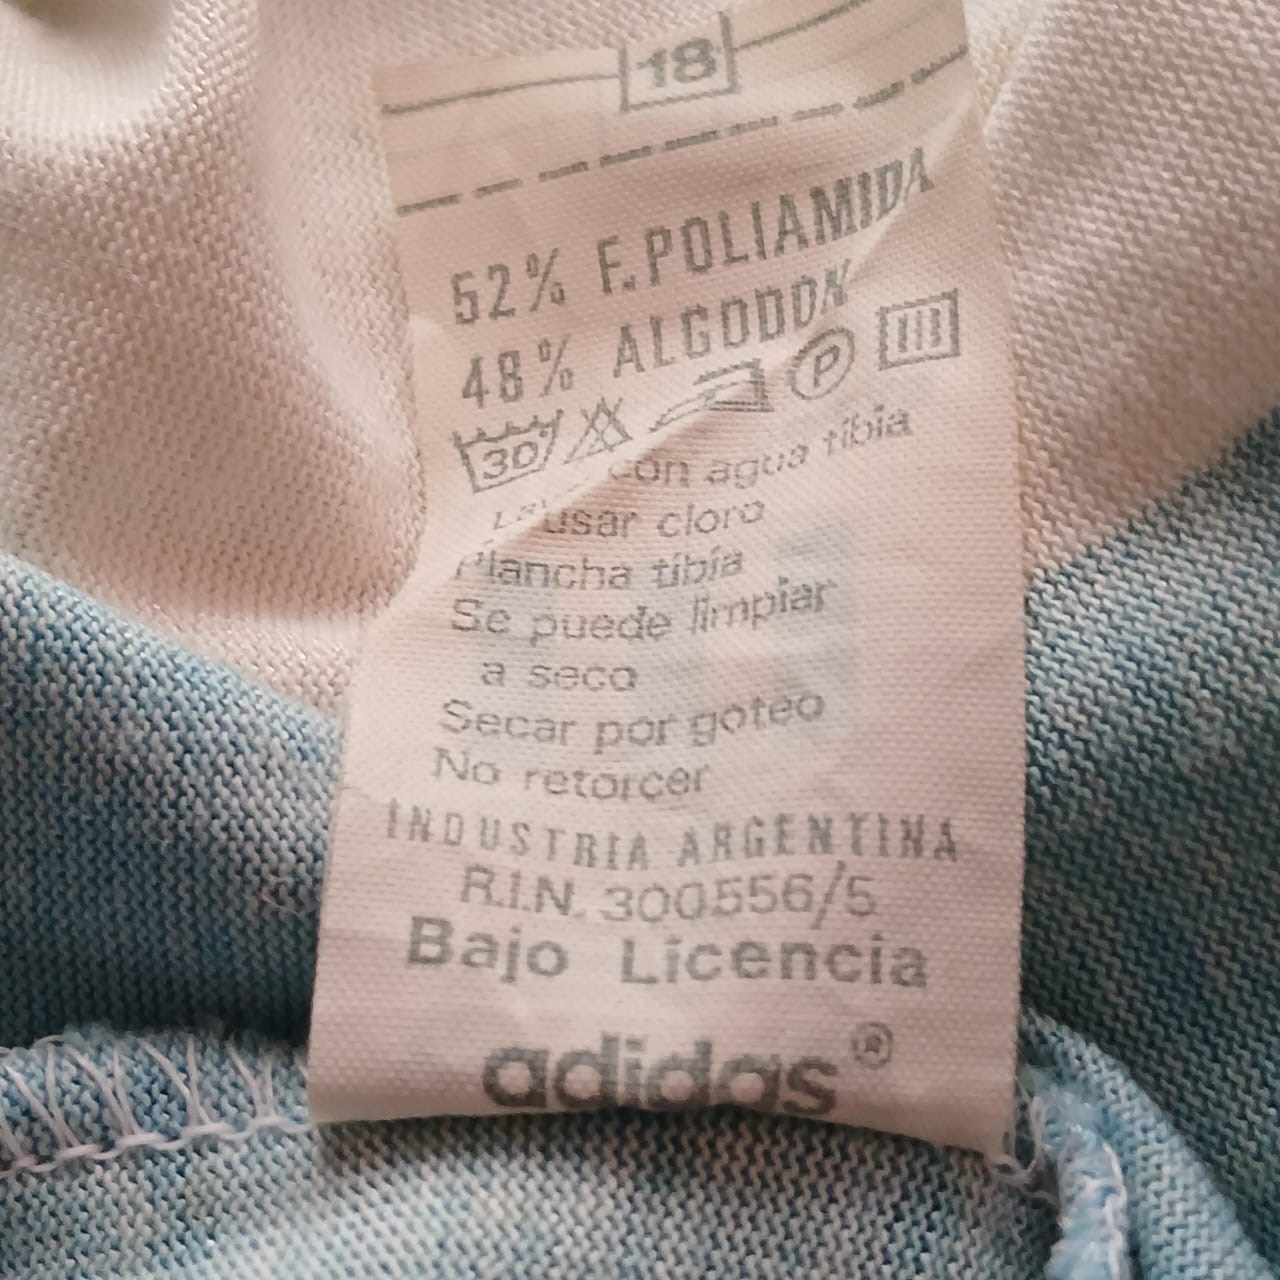 18
52% F. POLIAMIDA
48% ALGODON
30° P
con agua tibia
usar cloro
Plancha tibia
Se puede limpiar
a seco
Secar por goteo
No retorcer
INDUSTRIA ARGENTINA
R.I.N. 300556/5
Bajo Licencia
adidas®